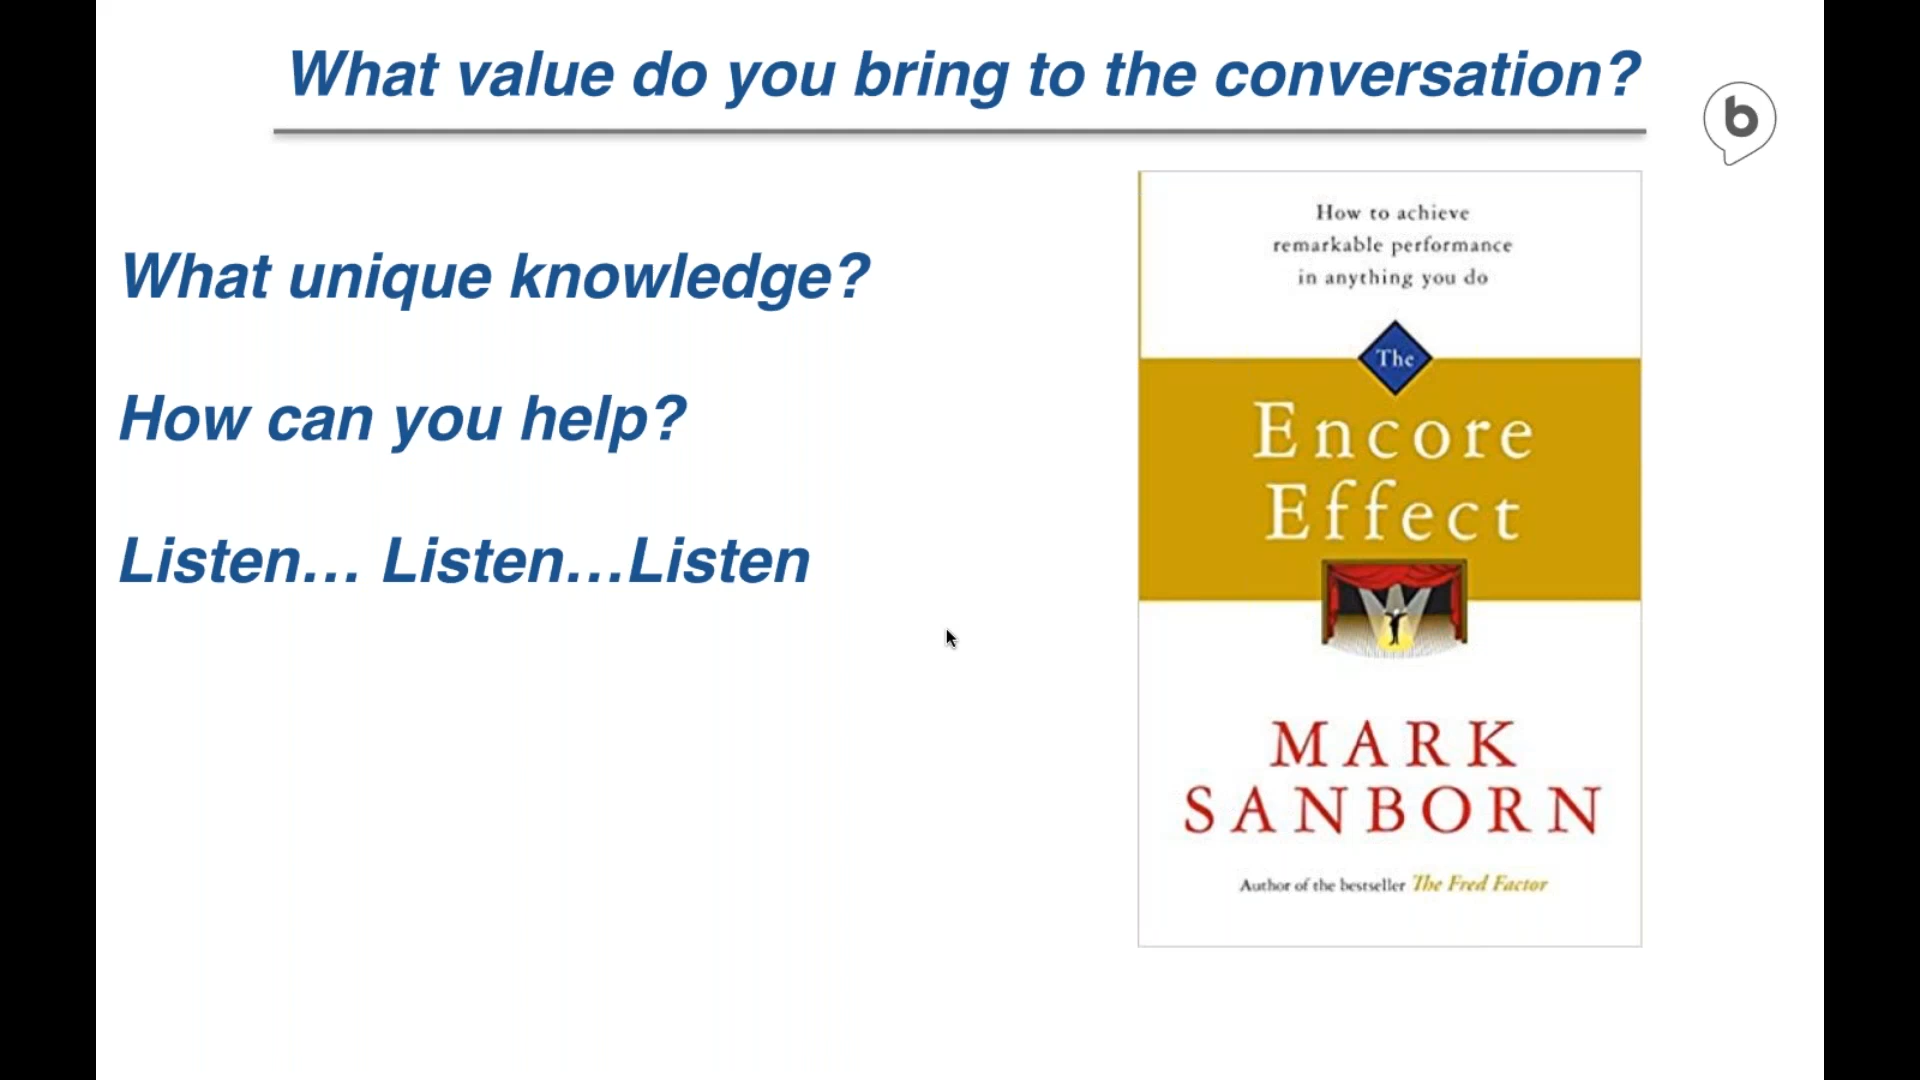 What value do you bring to the conversation?
b
What unique knowledge?
How can you help?
Listen... Listen...Listen
How to achieve
remarkable performance
in anything you do
The
Encore
Effect
MARK
SANBORN
Author of the bestseller The Fred Factor